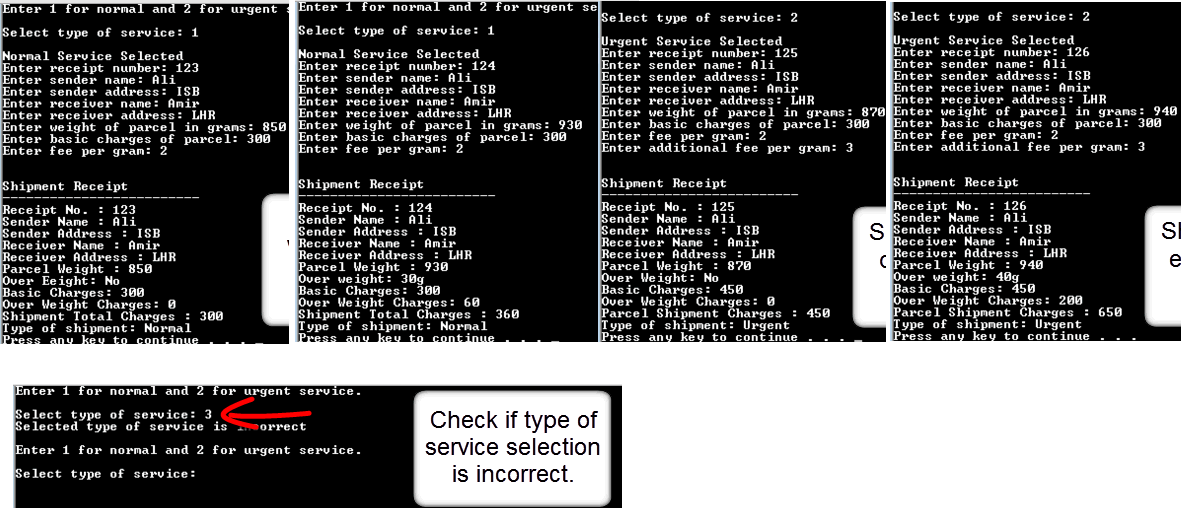 Enter 1 for normal and 2 for urgent
Select type of service: 1
Normal Service Selected
Enter receipt number: 123
Enter sender name: Ali
Enter sender address: ISB
Enter receiver name: Amir
Enter receiver address: LHR
Enter weight of parcel in grams: 850
Enter basic charges of parcel: 300
Enter fee per gram: 2
Shipment Receipt
-------------------------
Receipt No. : 123
Sender Name : Ali
Sender Address : ISB
Receiver Name : Amir
Receiver Address : LHR
Parcel Weight : 850
Over Eeight: No
Basic Charges: 300
Over Weight Charges: 0
Shipment Total Charges : 300
Type of shipment: Normal
Press any key to continue . . . _
Enter 1 for normal and 2 for urgent se
Select type of service: 1
Normal Service Selected
Enter receipt number: 124
Enter sender name: Ali
Enter sender address: ISB
Enter receiver name: Amir
Enter receiver address: LHR
Enter weight of parcel in grams: 930
Enter basic charges of parcel: 300
Enter fee per gram: 2
Shipment Receipt
-------------------------
Receipt No. : 124
Sender Name : Ali
Sender Address : ISB
Receiver Name : Amir
Receiver Address : LHR
Parcel Weight : 930
Over weight: 30g
Basic Charges: 300
Over Weight Charges: 60
Shipment Total Charges : 360
Type of shipment: Normal
Press any key to continue . . . _
Select type of service: 2
Urgent Service Selected
Enter receipt number: 125
Enter sender name: Ali
Enter sender address: ISB
Enter receiver name: Amir
Enter receiver address: LHR
Enter weight of parcel in grams: 870
Enter basic charges of parcel: 300
Enter fee per gram: 2
Enter additional fee per gram: 3
Shipment Receipt
-------------------------
Receipt No. : 125
Sender Name : Ali
Sender Address : ISB
Receiver Name : Amir
Receiver Address : LHR
Parcel Weight : 870
Over Weight: No
Basic Charges: 450
Over Weight Charges: 0
Parcel Shipment Charges : 450
Type of shipment: Urgent
Press any key to continue . . . _
S
Select type of service: 2
Urgent Service Selected
Enter receipt number: 126
Enter sender name: Ali
Enter sender address: ISB
Enter receiver name: Amir
Enter receiver address: LHR
Enter weight of parcel in grams: 940
Enter basic charges of parcel: 300
Enter fee per gram: 2
Enter additional fee per gram: 3
Shipment Receipt
-------------------------
Receipt No. : 126
Sender Name : Ali
Sender Address : ISB
Receiver Name : Amir
Receiver Address : LHR
Parcel Weight : 940
Over weight: 40g
Basic Charges: 450
Over Weight Charges: 200
Parcel Shipment Charges : 650
Type of shipment: Urgent
Press any key to continue . . .
e
Enter 1 for normal and 2 for urgent service.
Select type of service: 3
Selected type of service is incorrect
Enter 1 for normal and 2 for urgent service.
Select type of service:
Check if type of
service selection
is incorrect.